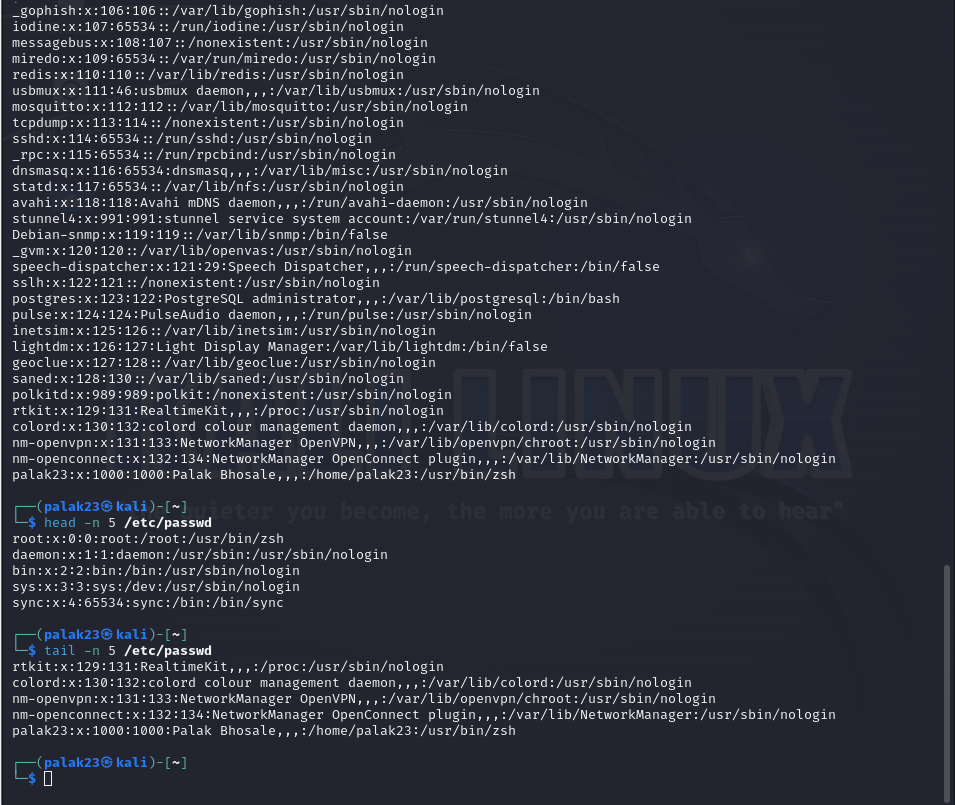 _gophish:x:106:106::/var/lib/gophish:/usr/sbin/nologin
iodine:x:107:65534::/run/iodine:/usr/sbin/nologin
messagebus:x:108:107::/nonexistent:/usr/sbin/nologin
miredo:x:109:65534::/var/run/miredo:/usr/sbin/nologin
redis:x:110:110::/var/lib/redis:/usr/sbin/nologin
usbmux:x:111:46:usbmux daemon,,,:/var/lib/usbmux:/usr/sbin/nologin
mosquitto:x:112:112::/var/lib/mosquitto:/usr/sbin/nologin
tcpdump:x:113:114::/nonexistent:/usr/sbin/nologin
sshd:x:114:65534::/run/sshd:/usr/sbin/nologin
_rpc:x:115:65534::/run/rpcbind:/usr/sbin/nologin
dnsmasq:x:116:65534:dnsmasq,,,:/var/lib/misc:/usr/sbin/nologin
statd:x:117:65534::/var/lib/nfs:/usr/sbin/nologin
avahi:x:118:118:Avahi mDNS daemon,,,:/run/avahi-daemon:/usr/sbin/nologin
stunnel4:x:991:991:stunnel service system account:/var/run/stunnel4:/usr/sbin/nologin
Debian-snmp:x:119:119::/var/lib/snmp:/bin/false
_gvm:x:120:120::/var/lib/openvas:/usr/sbin/nologin
speech-dispatcher:x:121:29:Speech Dispatcher,,,:/run/speech-dispatcher:/bin/false
sslh:x:122:121::/nonexistent:/usr/sbin/nologin
postgres:x:123:122:PostgreSQL administrator,,,:/var/lib/postgresql:/bin/bash
pulse:x:124:124:PulseAudio daemon,,,:/run/pulse:/usr/sbin/nologin
inetsim:x:125:126::/var/lib/inetsim:/usr/sbin/nologin
lightdm:x:126:127:Light Display Manager:/var/lib/lightdm:/bin/false
geoclue:x:127:128::/var/lib/geoclue:/usr/sbin/nologin
saned:x:128:130::/var/lib/saned:/usr/sbin/nologin
polkitd:x:989:989:polkit:/nonexistent:/usr/sbin/nologin
rtkit:x:129:131:RealtimeKit,,,:/proc:/usr/sbin/nologin
colord:x:130:132:colord colour management daemon,,,:/var/lib/colord:/usr/sbin/nologin
nm-openvpn:x:131:133:NetworkManager OpenVPN,,,:/var/lib/openvpn/chroot:/usr/sbin/nologin
nm-openconnect:x:132:134:NetworkManager OpenConnect plugin,,,:/var/lib/NetworkManager:/usr/sbin/nologin
palak23:x:1000:1000:Palak Bhosale,,,:/home/palak23:/usr/bin/zsh
LINUX
┌──(palak23㉿kali)-[~]
quieter you become, the more you are able to hear"
└─$ head -n 5 /etc/passwd
root:x:0:0:root:/root:/usr/bin/zsh
daemon:x:1:1:daemon:/usr/sbin:/usr/sbin/nologin
bin:x:2:2:bin:/bin:/usr/sbin/nologin
sys:x:3:3:sys:/dev:/usr/sbin/nologin
sync:x:4:65534:sync:/bin:/bin/sync
┌──(palak23㉿kali)-[~]
└─$ tail -n 5 /etc/passwd
rtkit:x:129:131:RealtimeKit,,,:/proc:/usr/sbin/nologin
colord:x:130:132:colord colour management daemon,,,:/var/lib/colord:/usr/sbin/nologin
nm-openvpn:x:131:133:NetworkManager OpenVPN,,,:/var/lib/openvpn/chroot:/usr/sbin/nologin
nm-openconnect:x:132:134:NetworkManager OpenConnect plugin,,,:/var/lib/NetworkManager:/usr/sbin/nologin
palak23:x:1000:1000:Palak Bhosale,,,:/home/palak23:/usr/bin/zsh
┌──(palak23㉿kali)-[~]
└─$